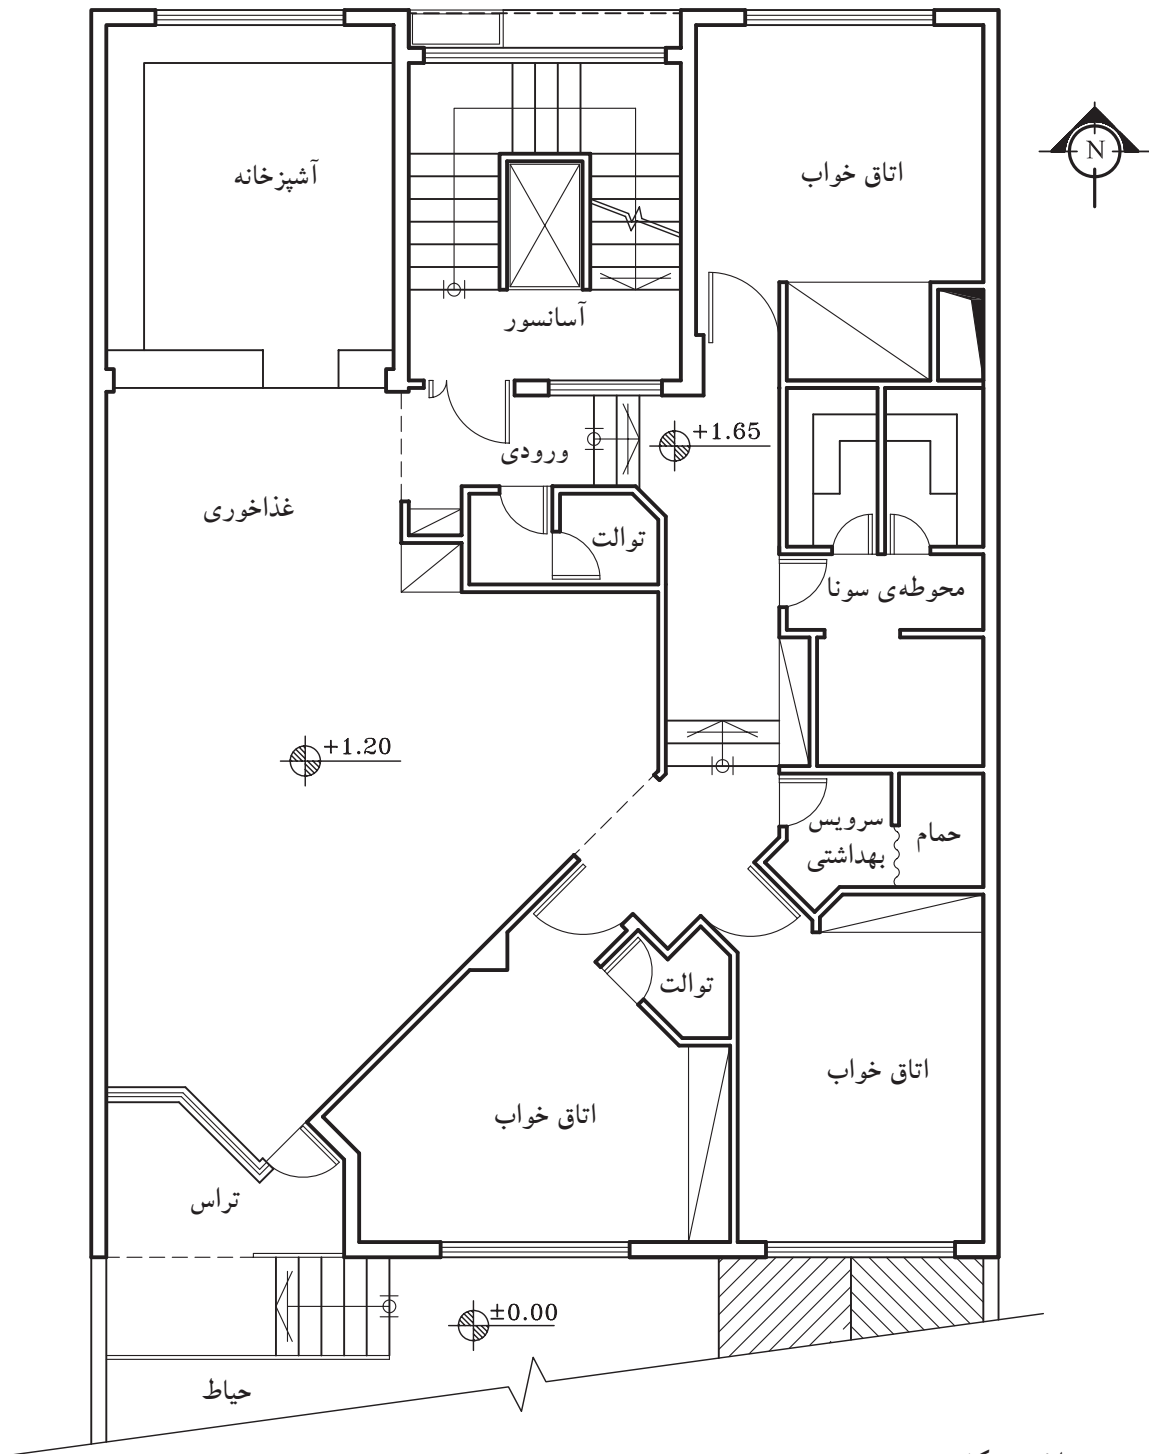 N
اتاق خواب
آشپزخانه
آسانسور
+1.65
ورودی
غذاخوری
توالت
محوطه‌ی سونا
+1.20
سرویس
بهداشتی
حمام
توالت
اتاق خواب
اتاق خواب
تراس
±0.00
حیاط